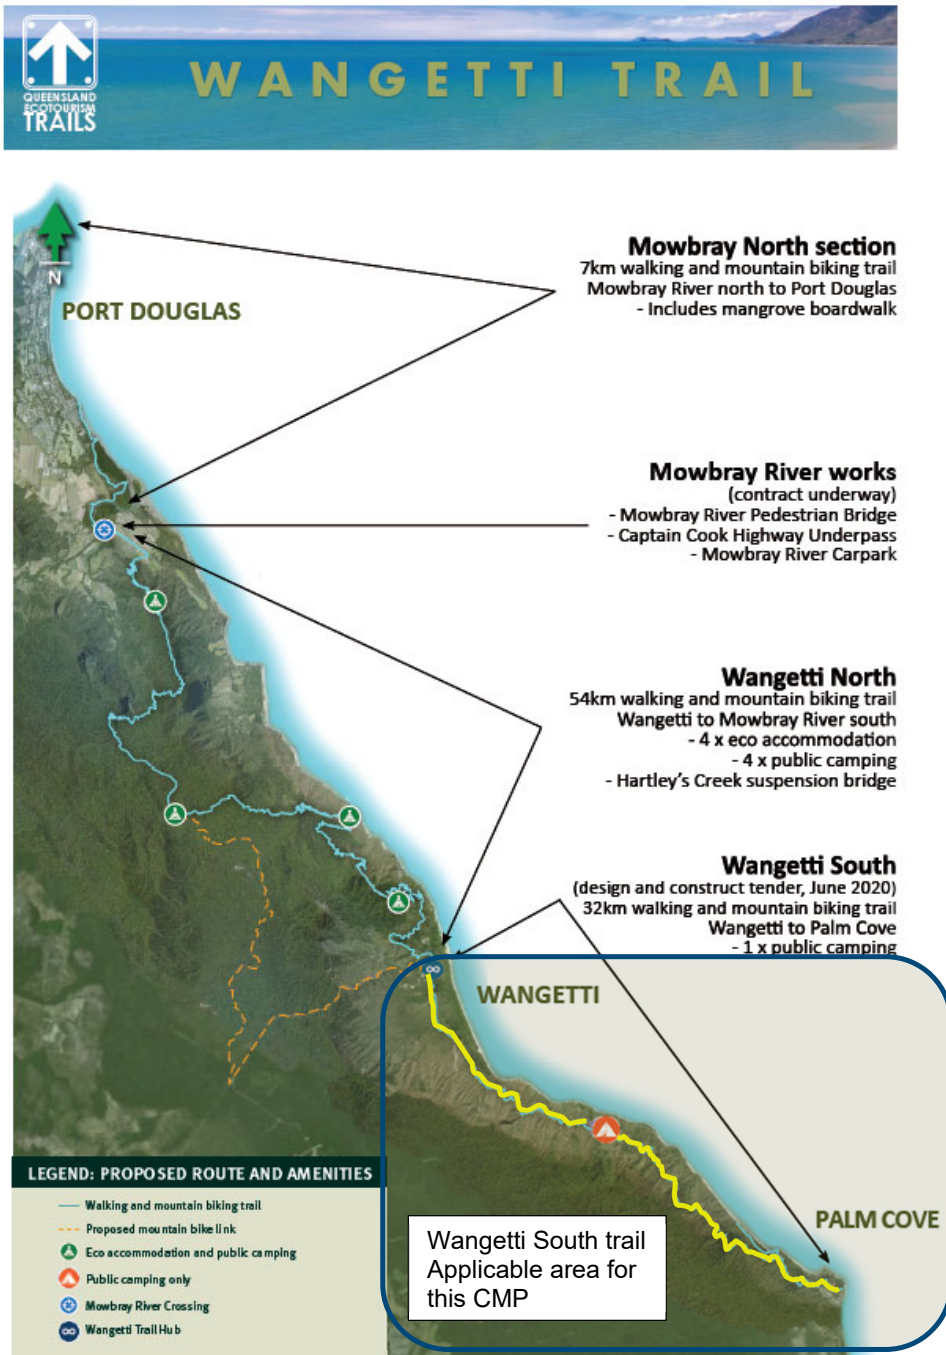 QUEENSLAND
ECOTOURISM
TRAILS
WANGETTI TRAIL
N
PORT DOUGLAS
Mowbray North section
7km walking and mountain biking trail
Mowbray River north to Port Douglas
- Includes mangrove boardwalk
Mowbray River works
(contract underway)
- Mowbray River Pedestrian Bridge
- Captain Cook Highway Underpass
- Mowbray River Carpark
Wangetti North
54km walking and mountain biking trail
Wangetti to Mowbray River south
- 4 x eco accommodation
- 4 x public camping
- Hartley's Creek suspension bridge
Wangetti South
(design and construct tender, June 2020)
32km walking and mountain biking trail
Wangetti to Palm Cove
- 1 x public camping
WANGETTI
PALM COVE
LEGEND: PROPOSED ROUTE AND AMENITIES
Walking and mountain biking trail
Proposed mountain bike link
Eco accommodation and public camping
Public camping only
Mowbray River Crossing
Wangetti Trail Hub
Wangetti South trail
Applicable area for
this CMP